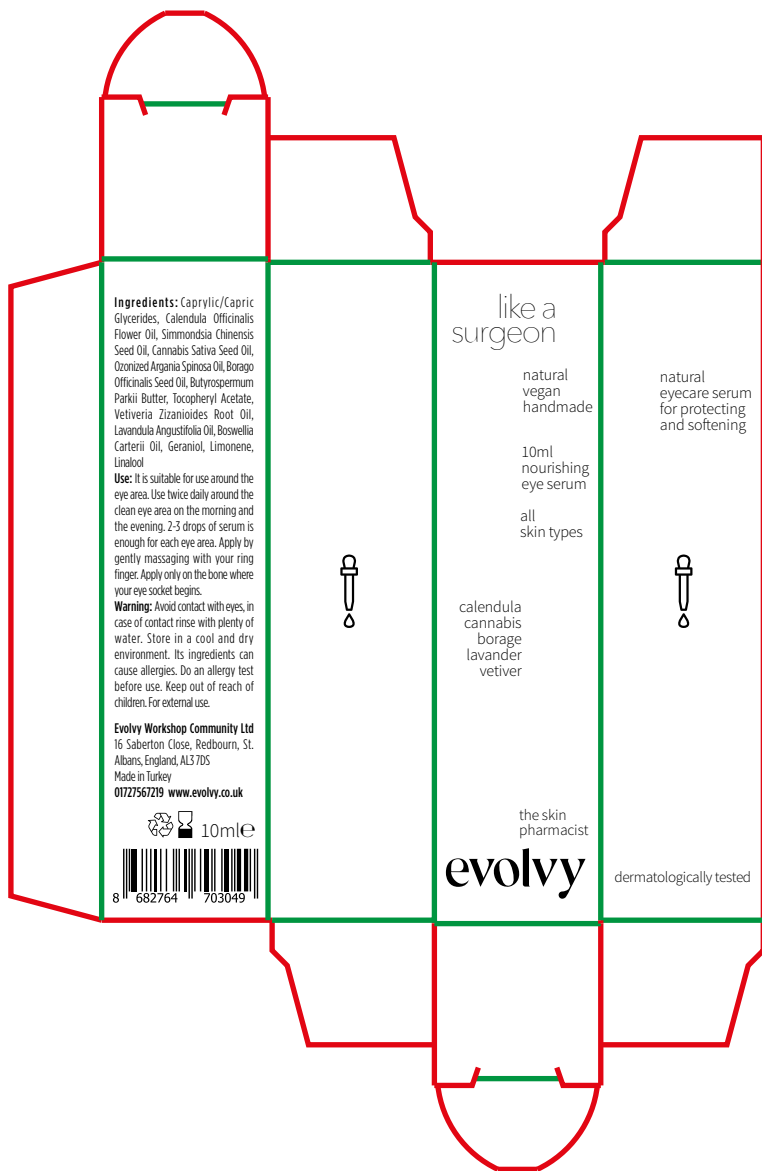 Ingredients: Caprylic/Capric
Glycerides, Calendula Officinalis
Flower Oil, Simmondsia Chinensis
Seed Oil, Cannabis Sativa Seed Oil,
Ozonized Argania Spinosa Oil, Borago
Officinalis Seed Oil, Butyrospermum
Parkii Butter, Tocopheryl Acetate,
Vetiveria Zizanioides Root Oil,
Lavandula Angustifolia Oil, Boswellia
Carterii Oil, Geraniol, Limonene,
Linalool
Use: It is suitable for use around the
eye area. Use twice daily around the
clean eye area on the morning and
the evening. 2-3 drops of serum is
enough for each eye area. Apply by
gently massaging with your ring
finger. Apply only on the bone where
your eye socket begins.
Warning: Avoid contact with eyes, in
case of contact rinse with plenty of
water. Store in a cool and dry
environment. Its ingredients can
cause allergies. Do an allergy test
before use. Keep out of reach of
children. For external use.
Evolvy Workshop Community Ltd
16 Saberton Close, Redbourn, St.
Albans, England, AL3 7DS
Made in Turkey
01727567219 www.evolvy.co.uk
10ml℮
8 682764 703049
like a
surgeon
natural
vegan
handmade
10ml
nourishing
eye serum
all
skin types
calendula
cannabis
borage
lavander
vetiver
the skin
pharmacist
evolvy
natural
eyecare serum
for protecting
and softening
dermatologically tested